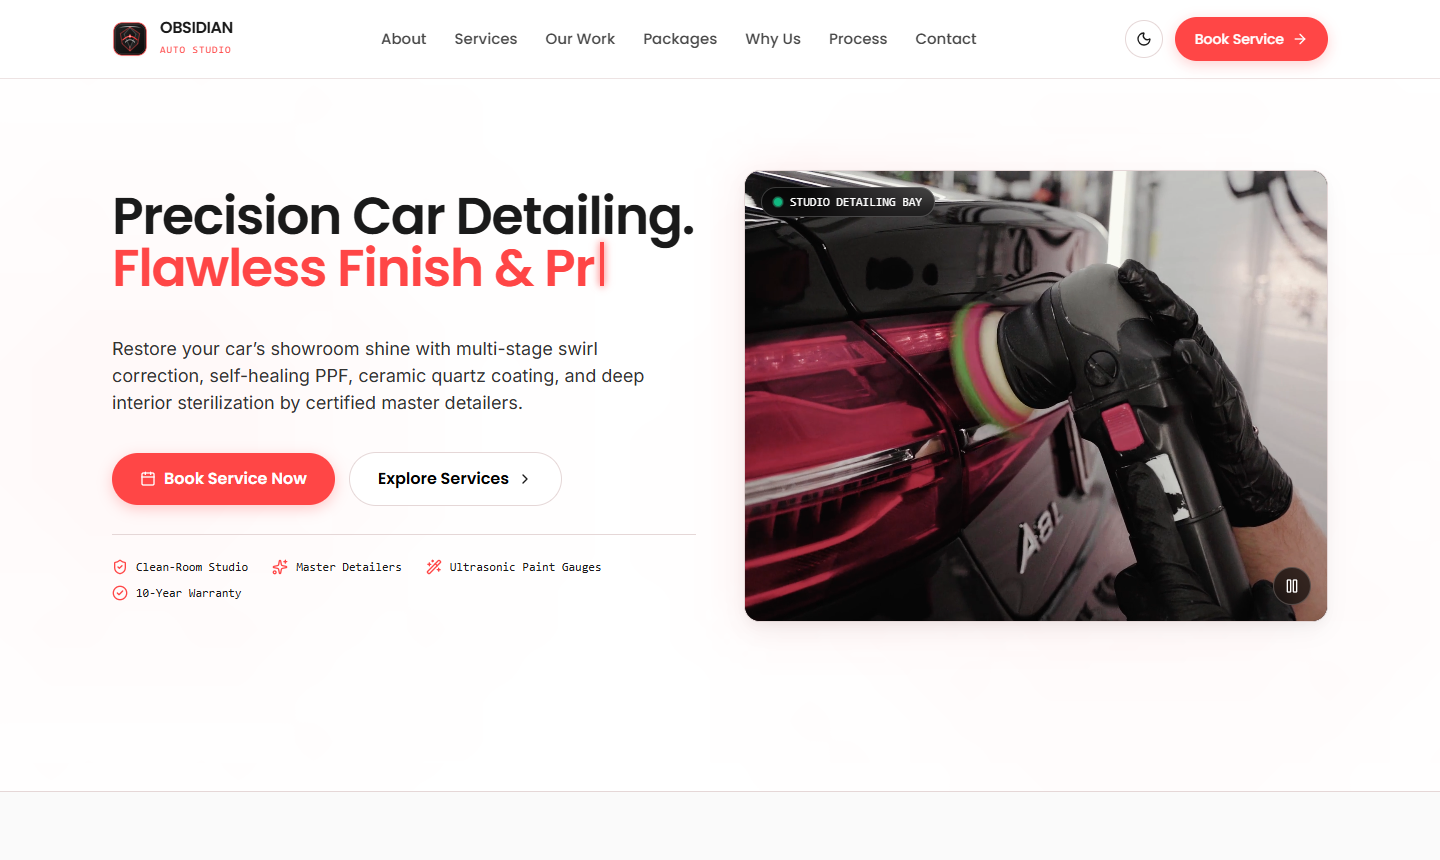 OBSIDIAN
AUTO STUDIO
About
Services
Our Work
Packages
Why Us
Process
Contact
Book Service
Precision Car Detailing.
Flawless Finish & Pr
Restore your car’s showroom shine with multi-stage swirl
correction, self-healing PPF, ceramic quartz coating, and deep
interior sterilization by certified master detailers.
Book Service Now
Explore Services
Clean-Room Studio
Master Detailers
Ultrasonic Paint Gauges
10-Year Warranty
STUDIO DETAILING BAY
A8L